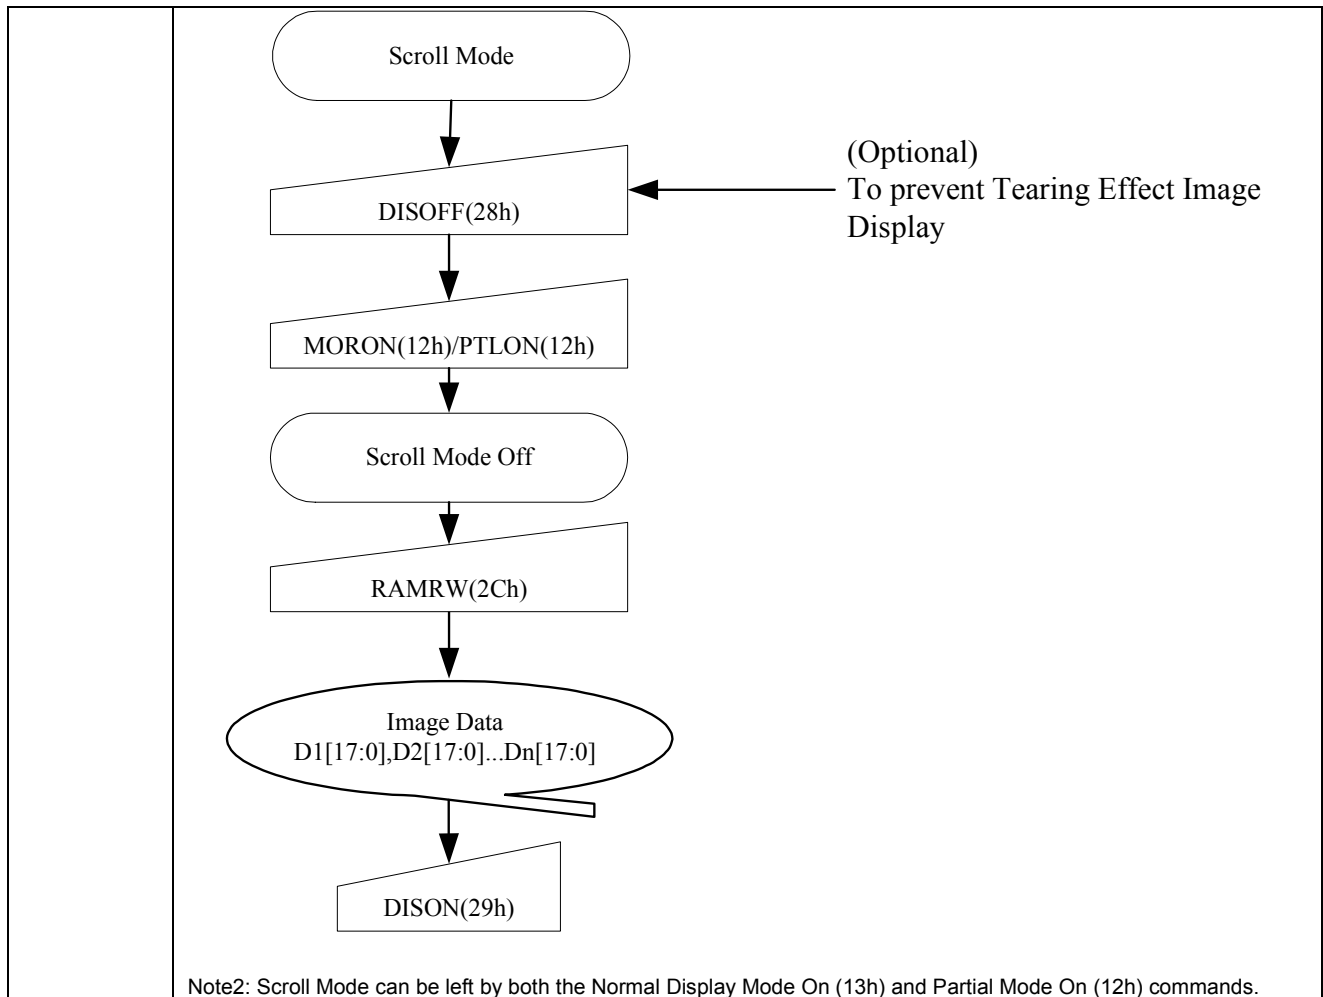 Scroll Mode
(Optional)
To prevent Tearing Effect Image
Display
DISOFF(28h)
MORON(12h)/PTLON(12h)
Scroll Mode Off
RAMRW(2Ch)
Image Data
D1[17:0],D2[17:0]...Dn[17:0]
DISON(29h)
Note2: Scroll Mode can be left by both the Normal Display Mode On (13h) and Partial Mode On (12h) commands.